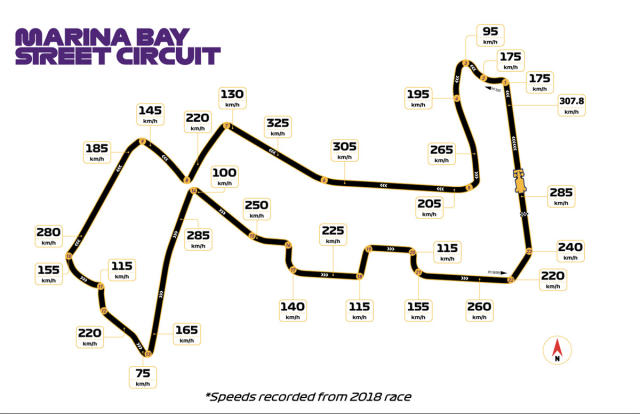 MARINA BAY
STREET CIRCUIT
95
km/h
175
km/h
175
km/h
195
km/h
307.8
km/h
130
km/h
145
km/h
220
km/h
325
km/h
305
km/h
265
km/h
185
km/h
100
km/h
285
km/h
205
km/h
250
km/h
280
km/h
285
km/h
225
km/h
115
km/h
240
km/h
155
km/h
115
km/h
220
km/h
140
km/h
115
km/h
155
km/h
260
km/h
220
km/h
165
km/h
75
km/h
N
*Speeds recorded from 2018 race